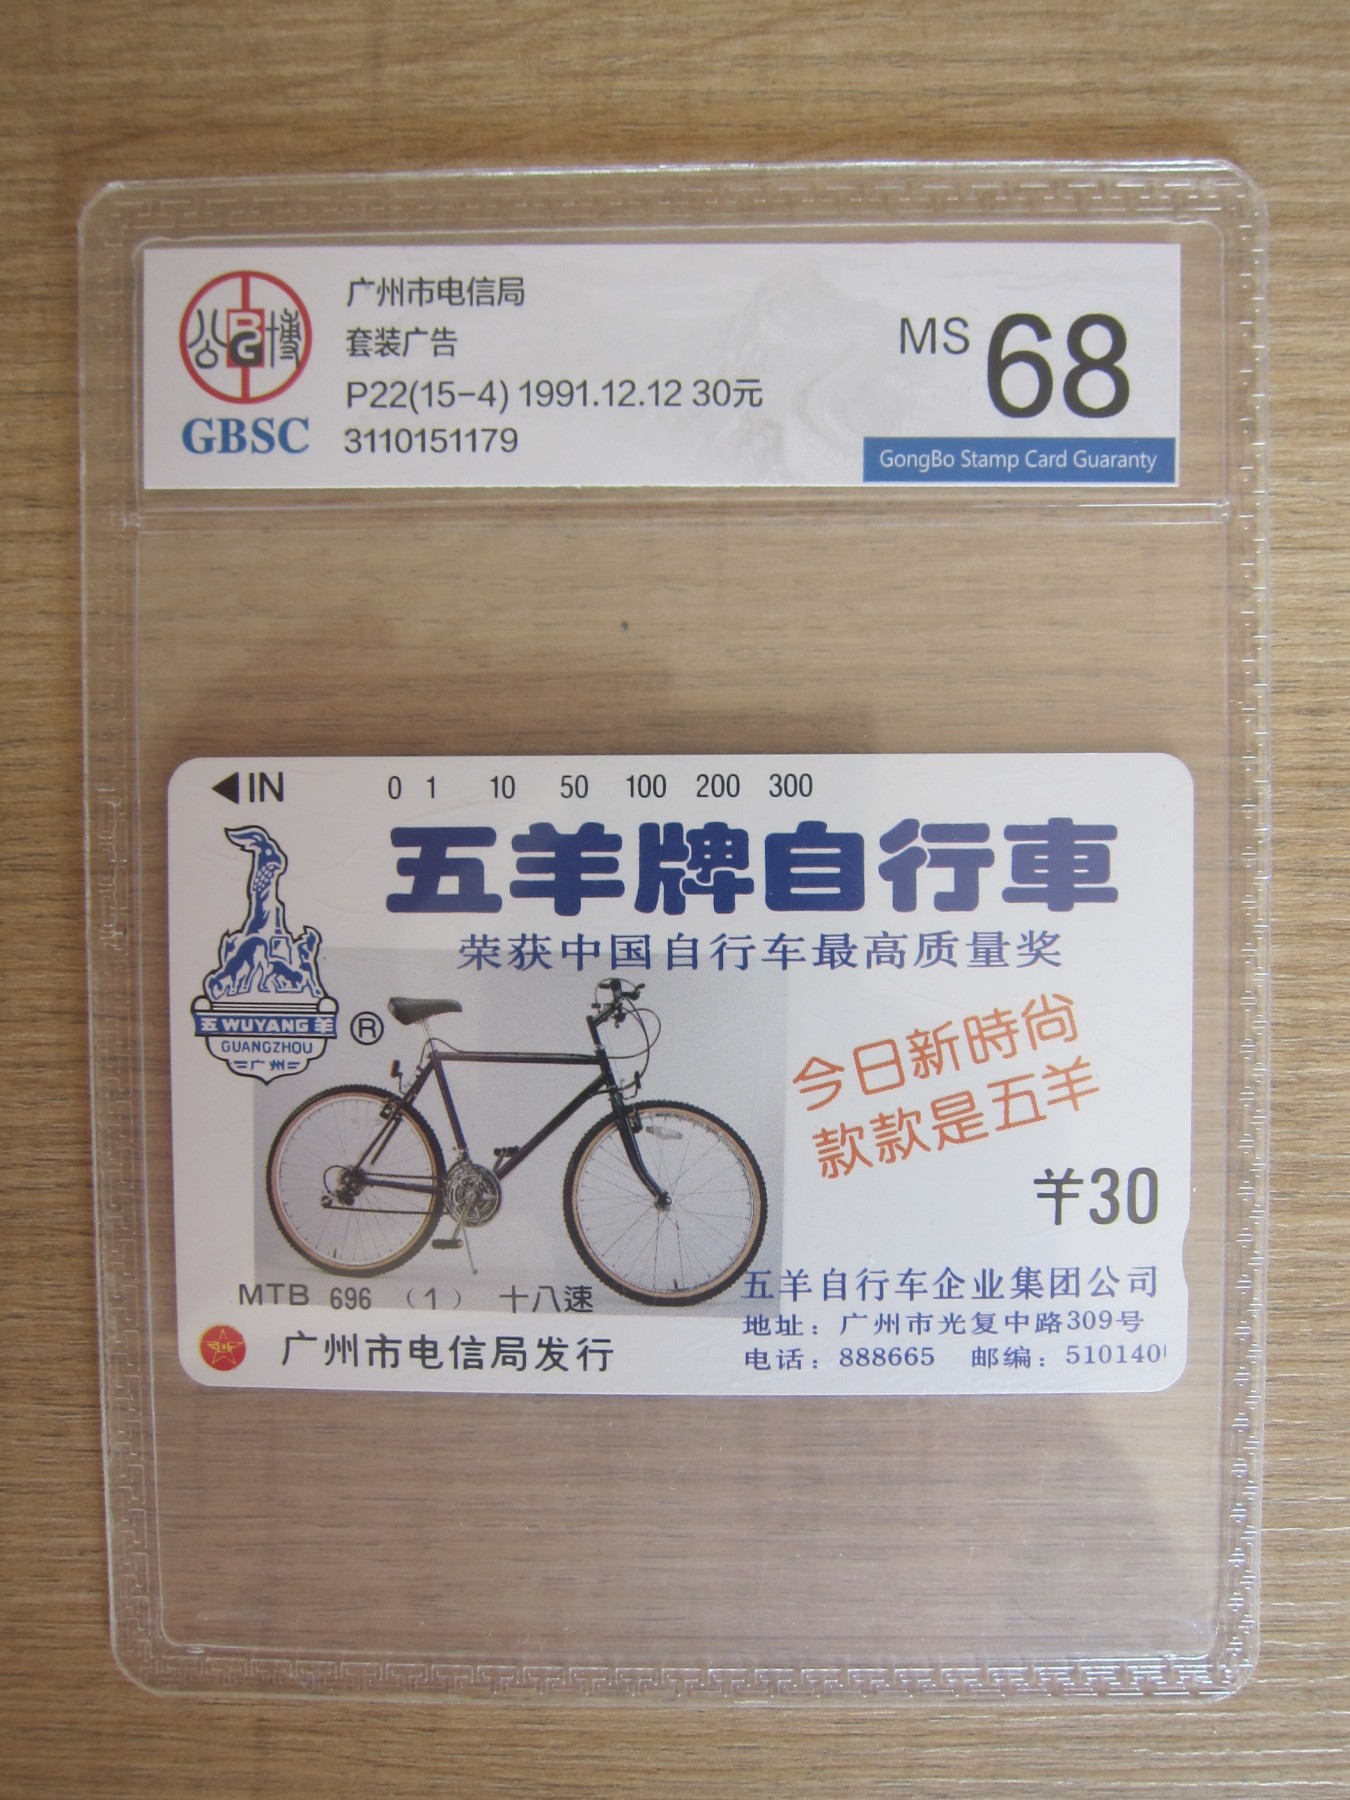 公 BG 博
GBSC
广州市电信局
套装广告
P22(15-4) 1991.12.12 30元
3110151179
MS 68
GongBo Stamp Card Guaranty
◀IN 0 1 10 50 100 200 300
五羊牌自行車
荣获中国自行车最高质量奖
五 WUYANG 羊
GUANGZHOU
广州
®
今日新時尚
款款是五羊
¥30
MTB 696 （1） 十八速
五羊自行车企业集团公司
地址：广州市光复中路309号
电话：888665 邮编：510140
广州市电信局发行